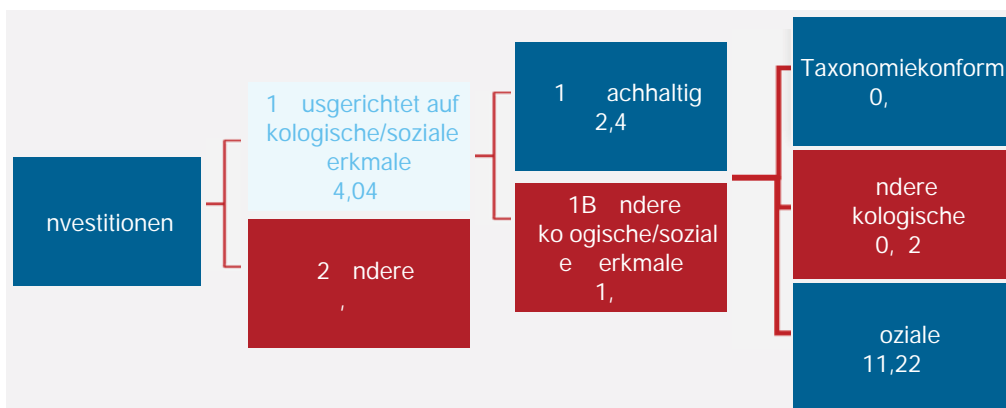 nvestitionen
1 usgerichtet auf
kologische/soziale
erkmale
4,04
2 ndere
,
1 achhaltig
2,4
1B ndere
ko ogische/sozial
e erkmale
1,
Taxonomiekonform
0,
ndere
kologische
0, 2
oziale
11,22